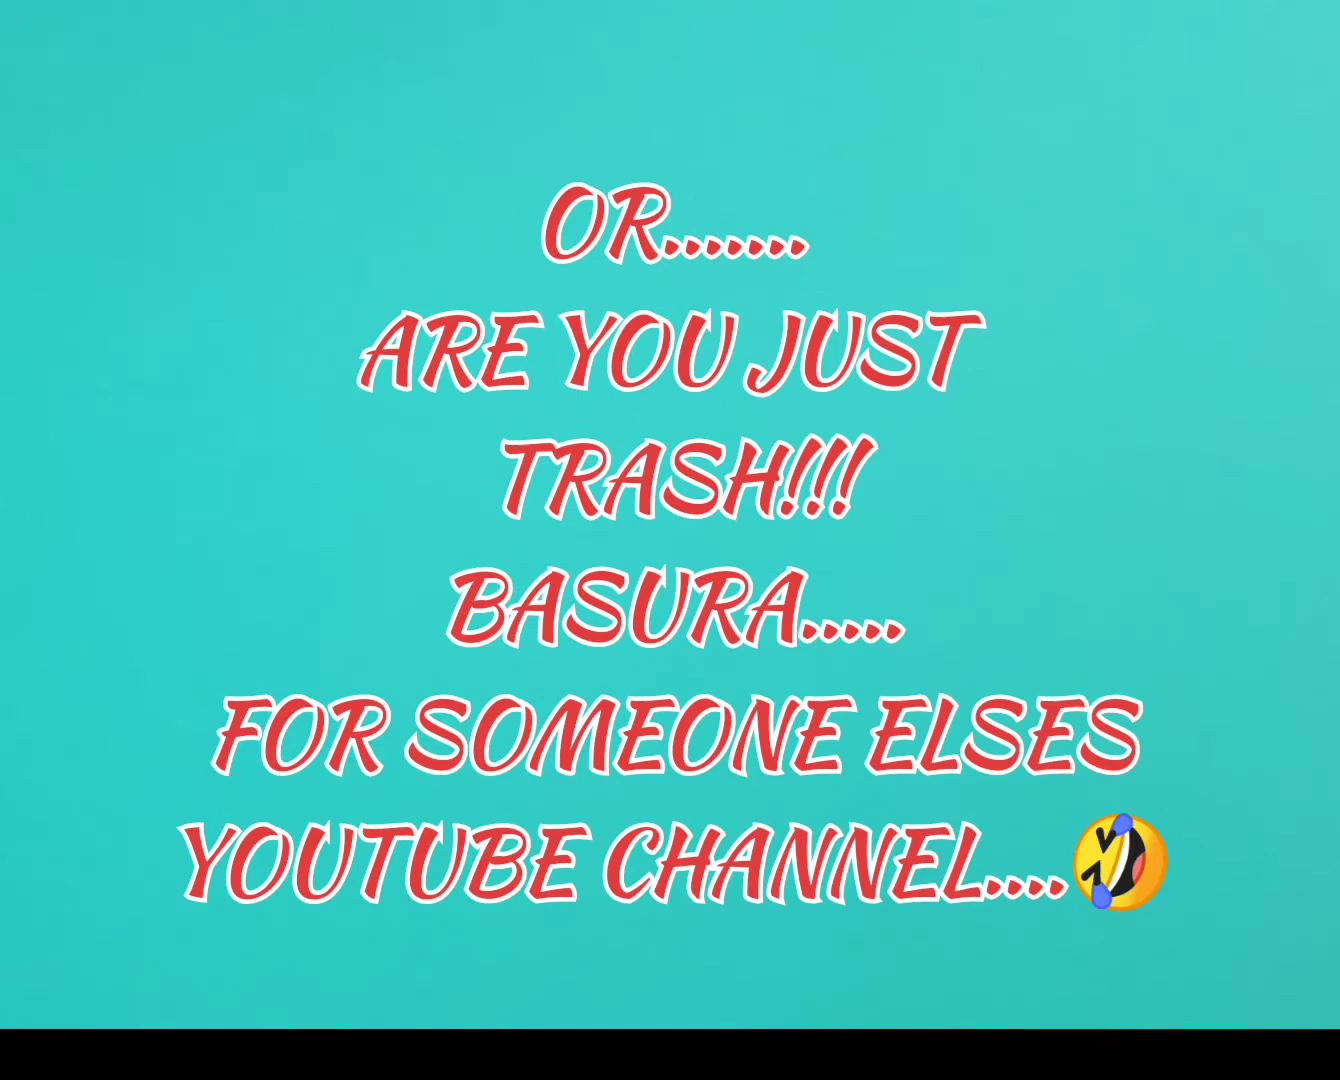 OR.......
ARE YOU JUST
TRASH!!!
BASURA.....
FOR SOMEONE ELSES
YOUTUBE CHANNEL....🤣